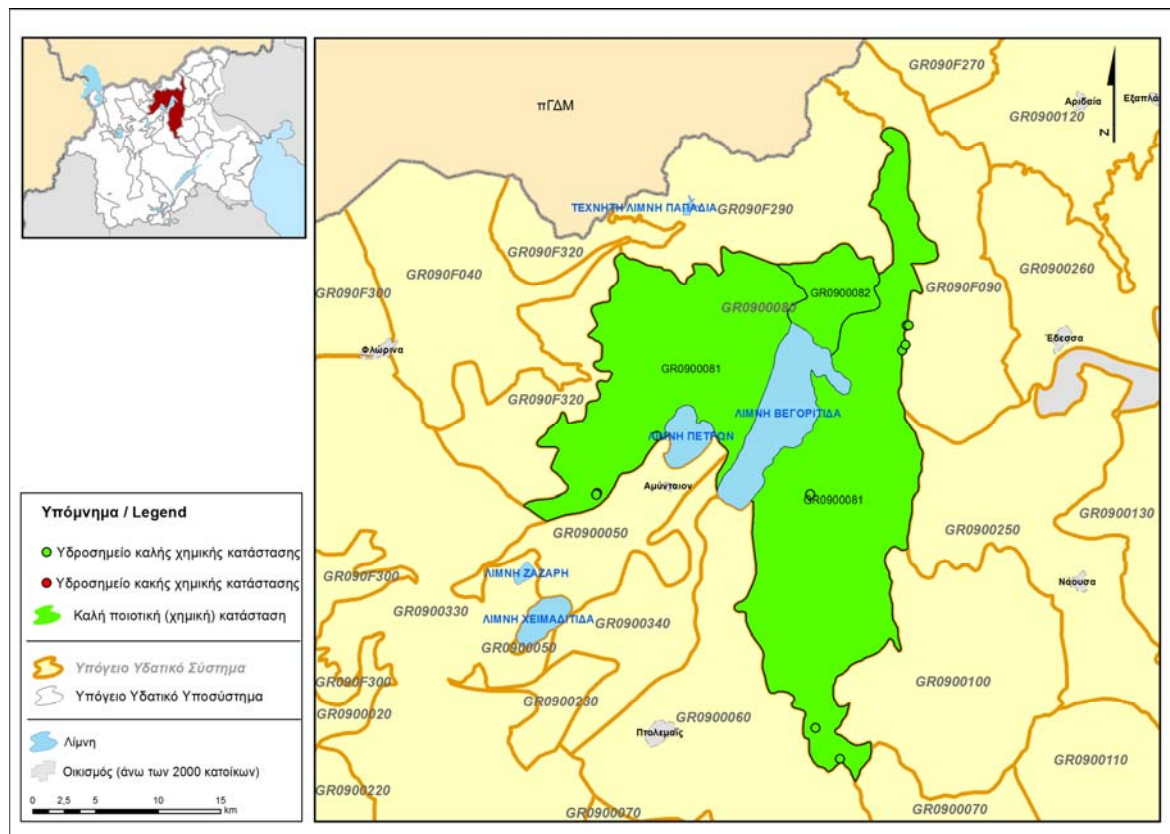 πΓΔΜ
GR090F270
Αριδαία
Εξαπλά
GR0900120
N
ΤΕΧΝΗΤΗ ΛΙΜΝΗ ΠΑΠΑΔΙΑ
GR090F290
GR090F320
GR090F040
GR090F300
GR0900260
GR090F090
GR0900082
GR0900080
Φλώρινα
Έδεσσα
GR0900081
GR090F320
ΛΙΜΝΗ ΒΕΓΟΡΙΤΙΔΑ
ΛΙΜΝΗ ΠΕΤΡΩΝ
Αμύνταιον
GR0900081
GR0900130
GR0900050
GR0900250
GR090F300
ΛΙΜΝΗ ΖΑΖΑΡΗ
Νάουσα
GR0900330
ΛΙΜΝΗ ΧΕΙΜΑΔΙΤΙΔΑ
GR0900340
GR0900050
GR090F300
GR0900100
GR0900230
GR0900020
GR0900060
Πτολεμαΐς
GR0900110
GR0900220
GR0900070
GR0900070
Υπόμνημα / Legend
Υδροσημείο καλής χημικής κατάστασης
Υδροσημείο κακής χημικής κατάστασης
Καλή ποιοτική (χημική) κατάσταση
Υπόγειο Υδατικό Σύστημα
Υπόγειο Υδατικό Υποσύστημα
Λίμνη
Οικισμός (άνω των 2000 κατοίκων)
0 2,5 5 10 15
km